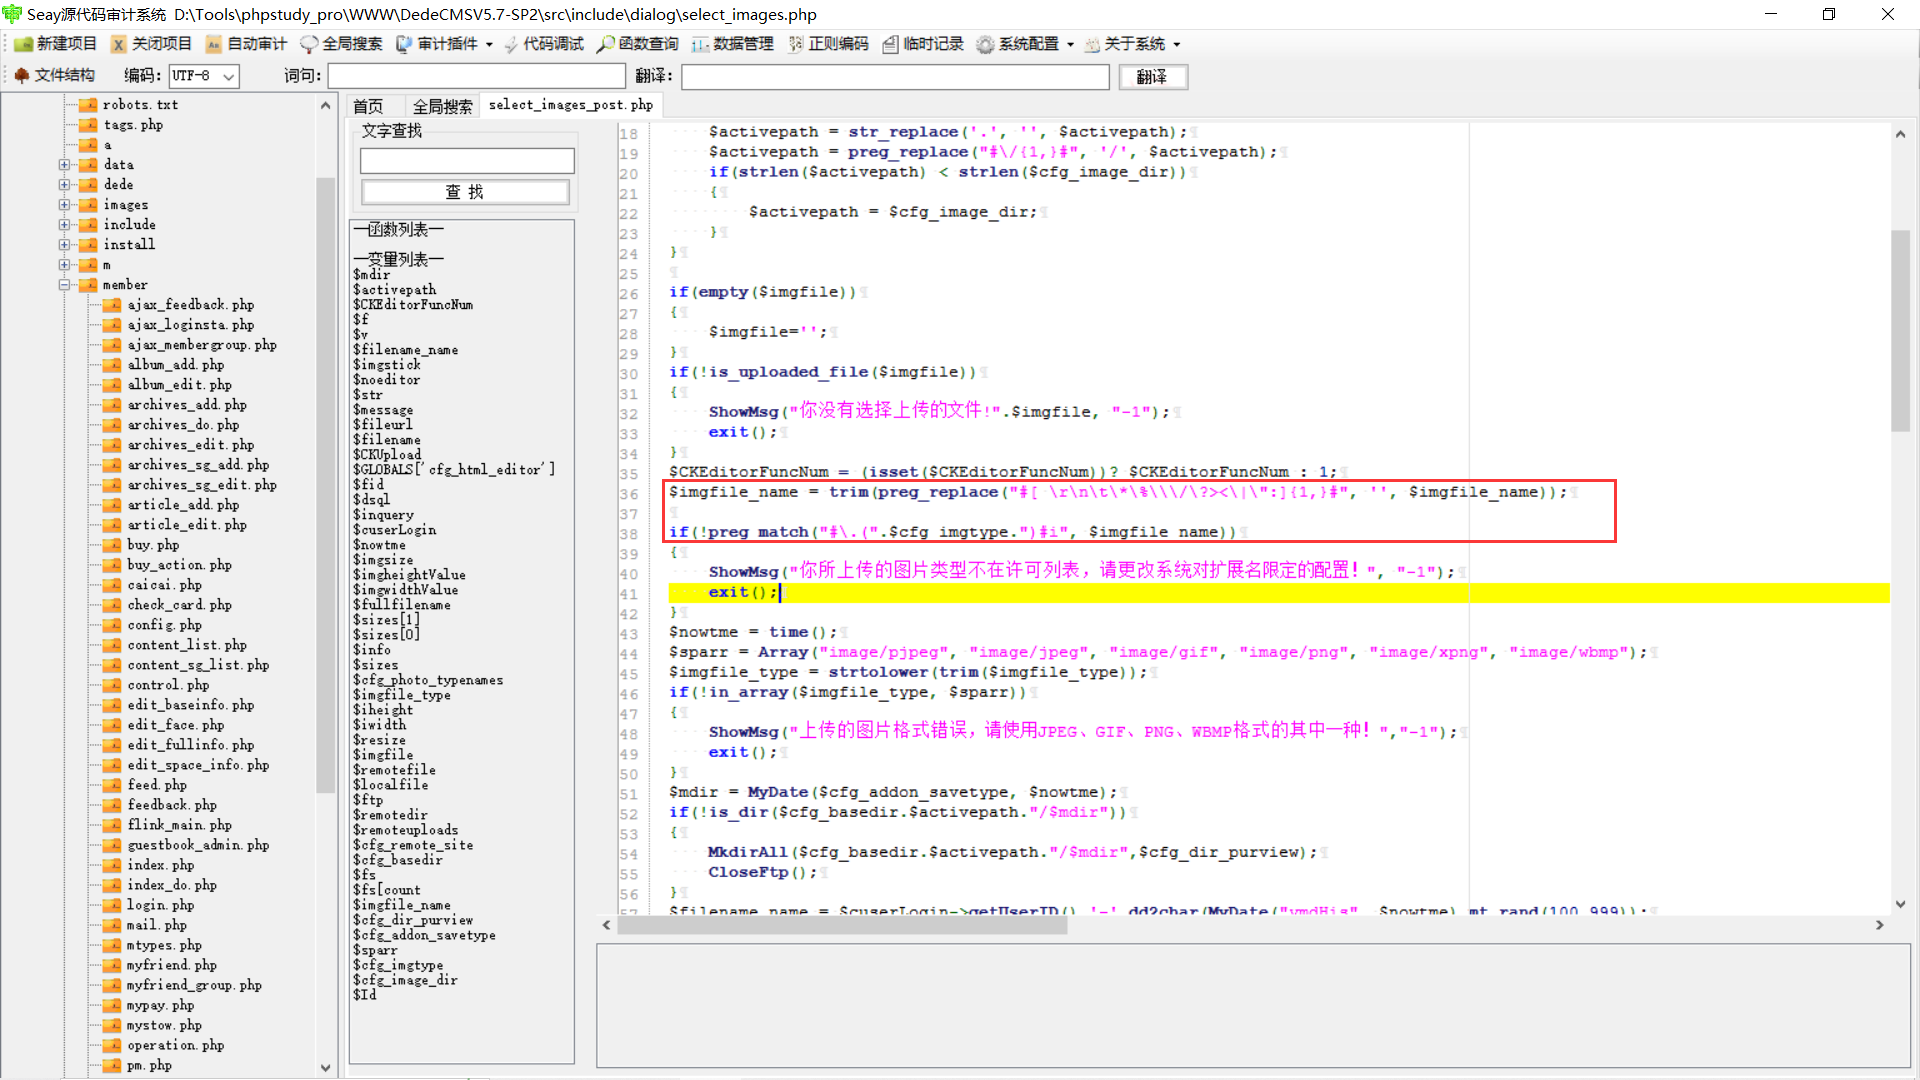 Seay源代码审计系统  D:\Tools\phpstudy_pro\WWW\DedeCMSV5.7-SP2\src\include\dialog\select_images.php
新建项目 关闭项目 自动审计 全局搜索 审计插件 代码调试 函数查询 数据管理 正则编码 临时记录 系统配置 关于系统
文件结构 编码: UTF-8 词句: 翻译: 翻译
robots.txt
tags.php
a
data
dede
images
include
install
m
member
ajax_feedback.php
ajax_loginsta.php
ajax_membergroup.php
album_add.php
album_edit.php
archives_add.php
archives_do.php
archives_edit.php
archives_sg_add.php
archives_sg_edit.php
article_add.php
article_edit.php
buy.php
buy_action.php
caicai.php
check_card.php
config.php
content_list.php
content_sg_list.php
control.php
edit_baseinfo.php
edit_face.php
edit_fullinfo.php
edit_space_info.php
feed.php
feedback.php
flink_main.php
guestbook_admin.php
index.php
index_do.php
login.php
mail.php
mtypes.php
myfriend.php
myfriend_group.php
mypay.php
mystow.php
operation.php
pm.php
首页 全局搜索 select_images_post.php
文字查找
查 找
—函数列表—
—变量列表—
$mdir
$activepath
$CKEditorFuncNum
$f
$v
$filename_name
$imgstick
$noeditor
$str
$message
$fileurl
$filename
$CKUpload
$GLOBALS['cfg_html_editor']
$fid
$dsql
$inquery
$cuserLogin
$nowtme
$imgsize
$imgheightValue
$imgwidthValue
$fullfilename
$sizes[1]
$sizes[0]
$info
$sizes
$cfg_photo_typenames
$imgfile_type
$iheight
$iwidth
$resize
$imgfile
$remotefile
$localfile
$ftp
$remotedir
$remoteuploads
$cfg_remote_site
$cfg_basedir
$fs
$fs[count
$imgfile_name
$cfg_dir_purview
$cfg_addon_savetype
$sparr
$cfg_imgtype
$cfg_image_dir
$Id
18 $activepath = str_replace('.', '', $activepath);
19 $activepath = preg_replace("#\/{1,}#", '/', $activepath);
20 if(strlen($activepath) < strlen($cfg_image_dir))
21 {
22 $activepath = $cfg_image_dir;
23 }
24 }
25
26 if(empty($imgfile))
27 {
28 $imgfile='';
29 }
30 if(!is_uploaded_file($imgfile))
31 {
32 ShowMsg("你没有选择上传的文件!".$imgfile, "-1");
33 exit();
34 }
35 $CKEditorFuncNum = (isset($CKEditorFuncNum))? $CKEditorFuncNum : 1;
36 $imgfile_name = trim(preg_replace("#[ \r\n\t\*\%\\\/\?><\|\":]{1,}#", '', $imgfile_name));
37
38 if(!preg_match("#\.(".$cfg_imgtype.")#i", $imgfile_name))
39 {
40 ShowMsg("你所上传的图片类型不在许可列表，请更改系统对扩展名限定的配置！", "-1");
41 exit();
42 }
43 $nowtme = time();
44 $sparr = Array("image/pjpeg", "image/jpeg", "image/gif", "image/png", "image/xpng", "image/wbmp");
45 $imgfile_type = strtolower(trim($imgfile_type));
46 if(!in_array($imgfile_type, $sparr))
47 {
48 ShowMsg("上传的图片格式错误，请使用JPEG、GIF、PNG、WBMP格式的其中一种！","-1");
49 exit();
50 }
51 $mdir = MyDate($cfg_addon_savetype, $nowtme);
52 if(!is_dir($cfg_basedir.$activepath."/$mdir"))
53 {
54 MkdirAll($cfg_basedir.$activepath."/$mdir",$cfg_dir_purview);
55 CloseFtp();
56 }
57 $filename_name = $cuserLogin->getUserID().'-'.dd2char(MyDate("ymdHis", $nowtme).mt_rand(100,999));